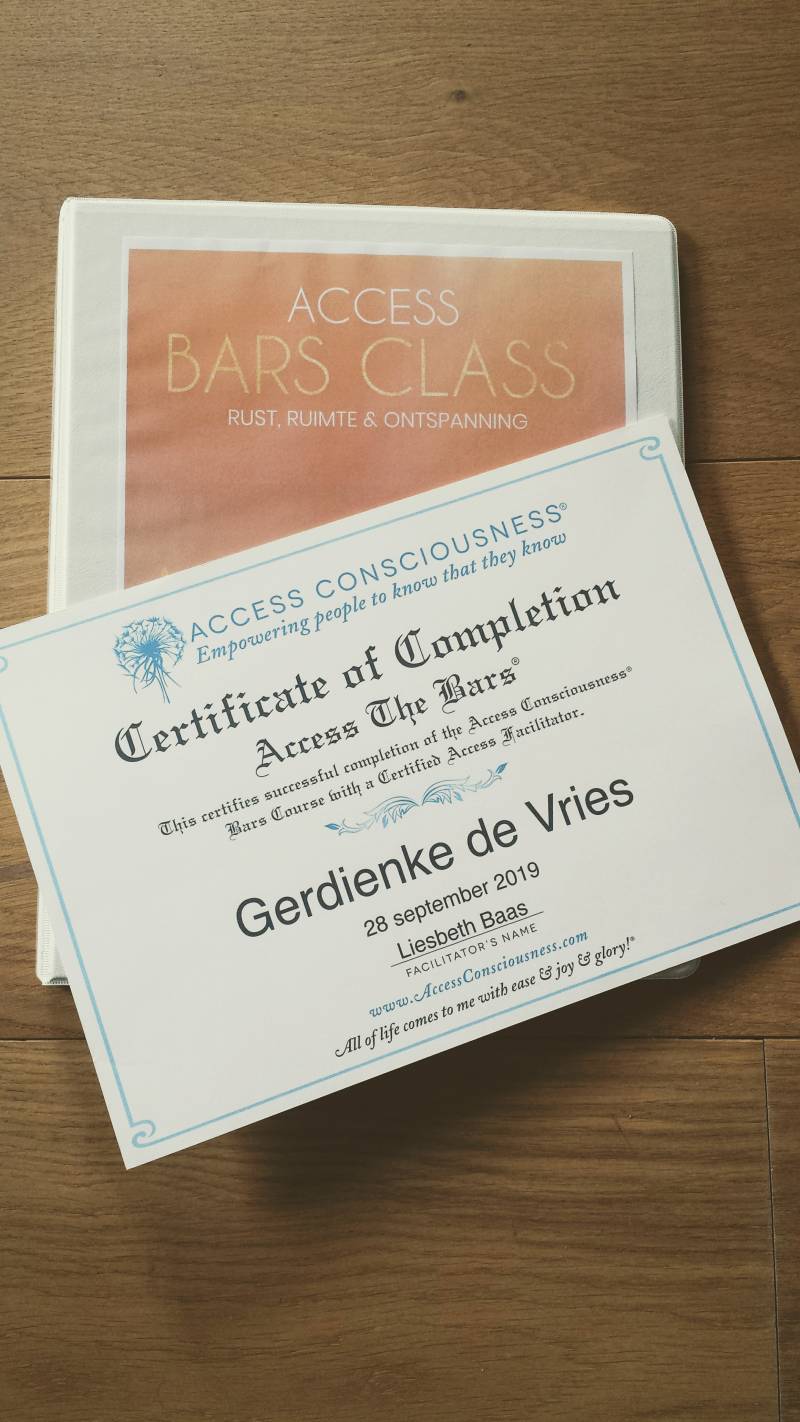 ACCESS
BARS CLASS
RUST, RUIMTE & ONTSPANNING
ACCESS CONSCIOUSNESS®
Empowering people to know that they know
Certificate of Completion
Access The Bars®
This certifies successful completion of the Access Consciousness®
Bars Course with a Certified Access Facilitator.
Gerdienke de Vries
28 september 2019
Liesbeth Baas
FACILITATOR'S NAME
www.AccessConsciousness.com
All of life comes to me with ease & joy & glory!®